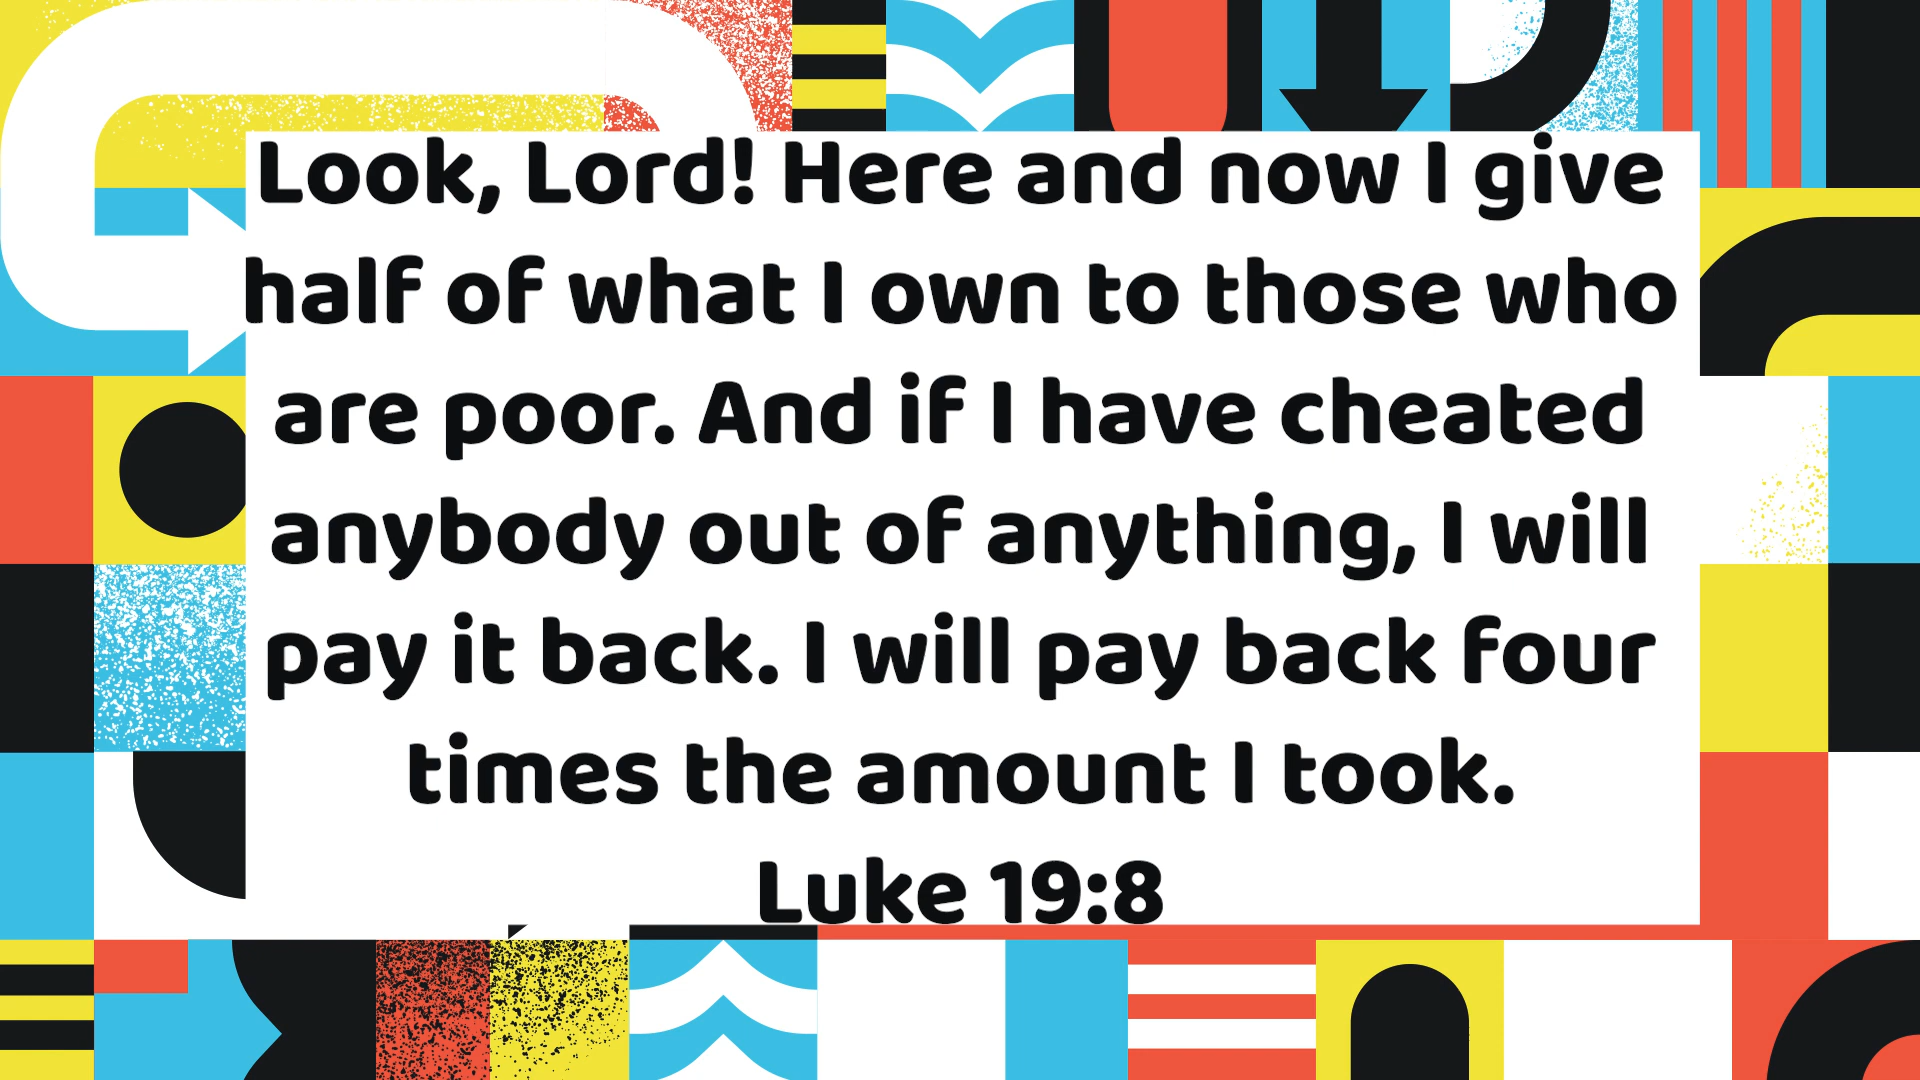 Look, Lord! Here and now I give
half of what I own to those who
are poor. And if I have cheated
anybody out of anything, I will
pay it back. I will pay back four
times the amount I took.
Luke 19:8